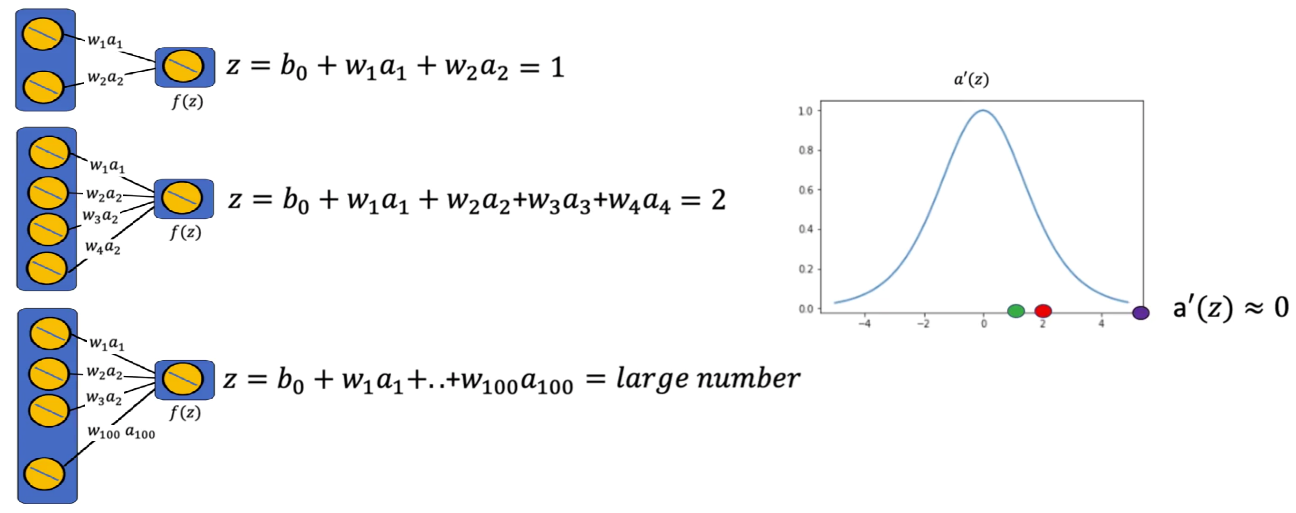 w₁a₁
w₂a₂
f(z)
z = b₀ + w₁a₁ + w₂a₂ = 1
w₁a₁
w₂a₂
w₃a₂
w₄a₂
f(z)
z = b₀ + w₁a₁ + w₂a₂+w₃a₃+w₄a₄ = 2
w₁a₁
w₂a₂
w₃a₂
w₁₀₀ a₁₀₀
f(z)
z = b₀ + w₁a₁+..+w₁₀₀a₁₀₀ = large number
a′(z)
1.0
0.8
0.6
0.4
0.2
0.0
−4 −2 0 2 4
a′(z) ≈ 0